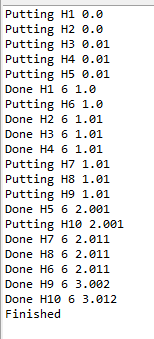 Putting H1 0.0
Putting H2 0.0
Putting H3 0.01
Putting H4 0.01
Putting H5 0.01
Done H1 6 1.0
Putting H6 1.0
Done H2 6 1.01
Done H3 6 1.01
Done H4 6 1.01
Putting H7 1.01
Putting H8 1.01
Putting H9 1.01
Done H5 6 2.001
Putting H10 2.001
Done H7 6 2.011
Done H8 6 2.011
Done H6 6 2.011
Done H9 6 3.002
Done H10 6 3.012
Finished